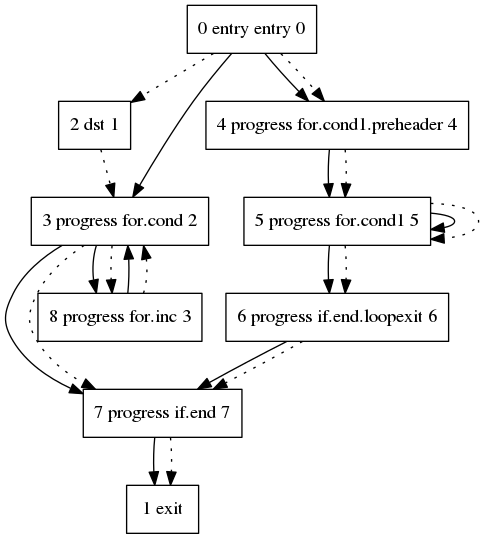 0 entry entry 0
2 dst 1
4 progress for.cond1.preheader 4
3 progress for.cond 2
5 progress for.cond1 5
8 progress for.inc 3
6 progress if.end.loopexit 6
7 progress if.end 7
1 exit